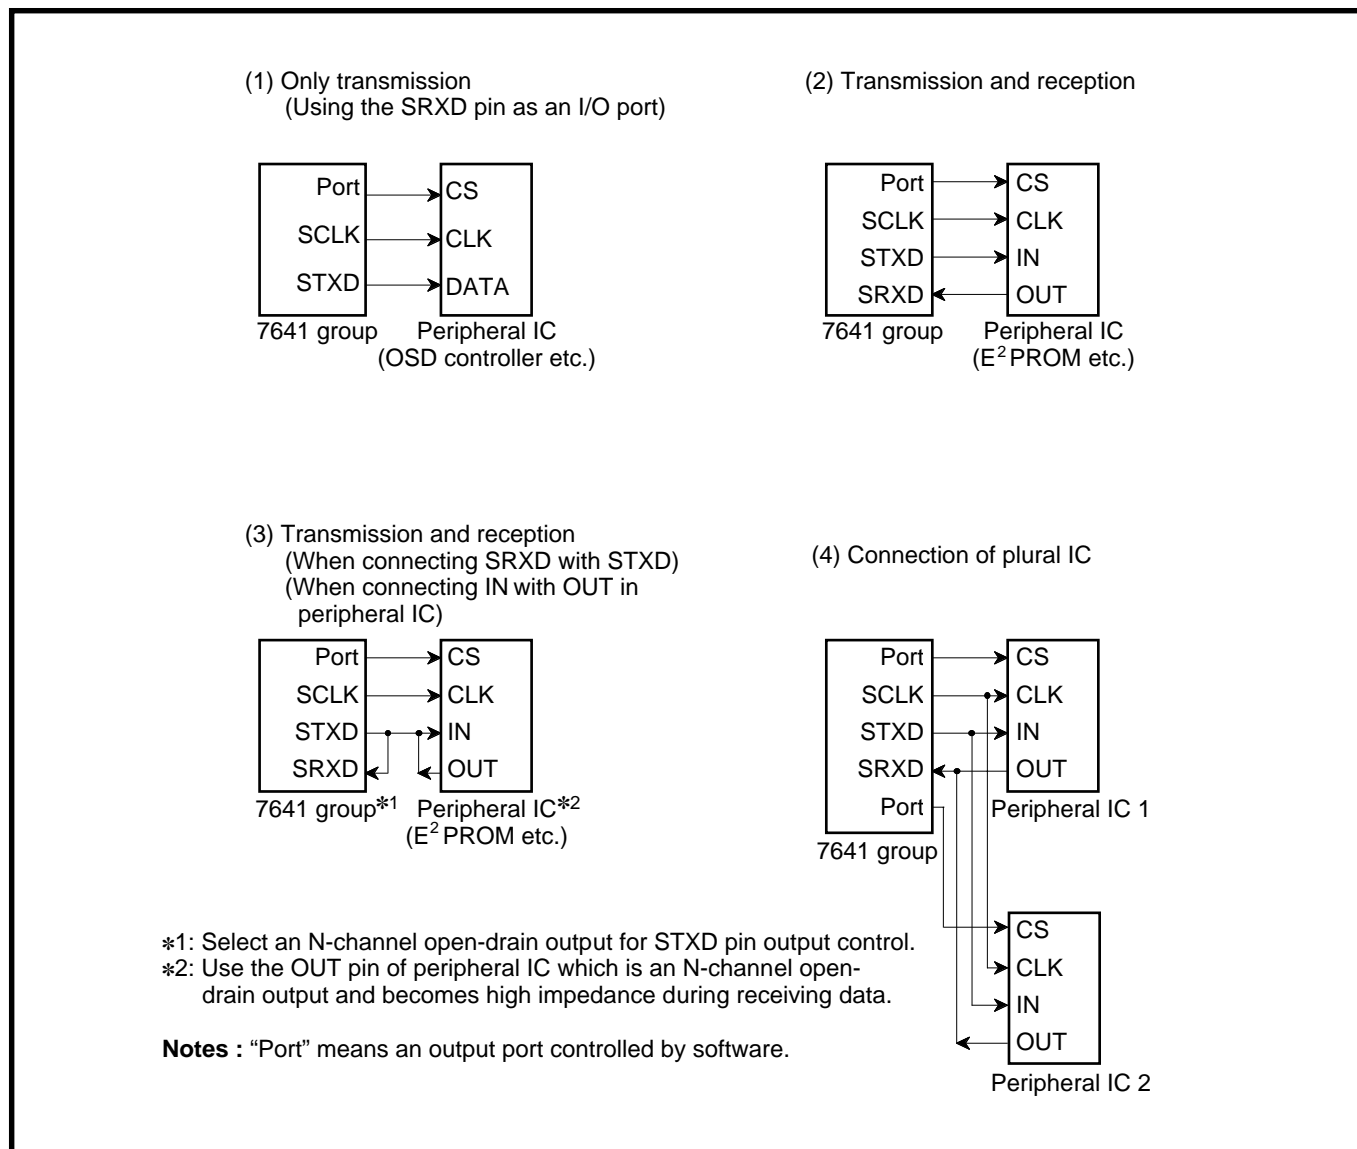 (1) Only transmission
(Using the SRXD pin as an I/O port)
Port
SCLK
STXD
CS
CLK
DATA
7641 group
Peripheral IC
(OSD controller etc.)
(2) Transmission and reception
Port
SCLK
STXD
SRXD
CS
CLK
IN
OUT
7641 group
Peripheral IC
(E² PROM etc.)
(3) Transmission and reception
(When connecting SRXD with STXD)
(When connecting IN with OUT in
peripheral IC)
Port
SCLK
STXD
SRXD
CS
CLK
IN
OUT
7641 group✻1
Peripheral IC✻2
(E² PROM etc.)
(4) Connection of plural IC
Port
SCLK
STXD
SRXD
Port
CS
CLK
IN
OUT
7641 group
Peripheral IC 1
CS
CLK
IN
OUT
Peripheral IC 2
✻1: Select an N-channel open-drain output for STXD pin output control.
✻2: Use the OUT pin of peripheral IC which is an N-channel open-
drain output and becomes high impedance during receiving data.
Notes : “Port” means an output port controlled by software.